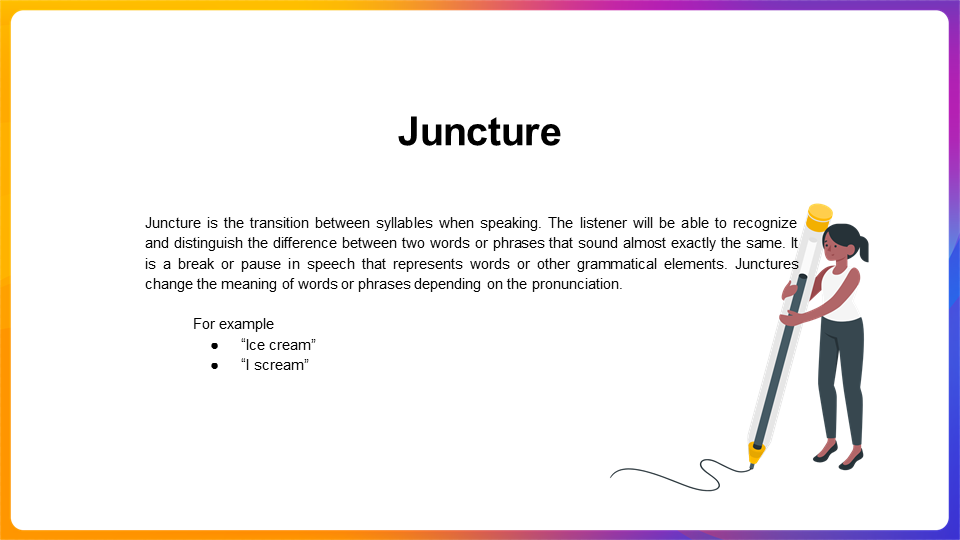 Juncture
Juncture is the transition between syllables when speaking. The listener will be able to recognize
and distinguish the difference between two words or phrases that sound almost exactly the same. It
is a break or pause in speech that represents words or other grammatical elements. Junctures
change the meaning of words or phrases depending on the pronunciation.
For example
● “Ice cream”
● “I scream”